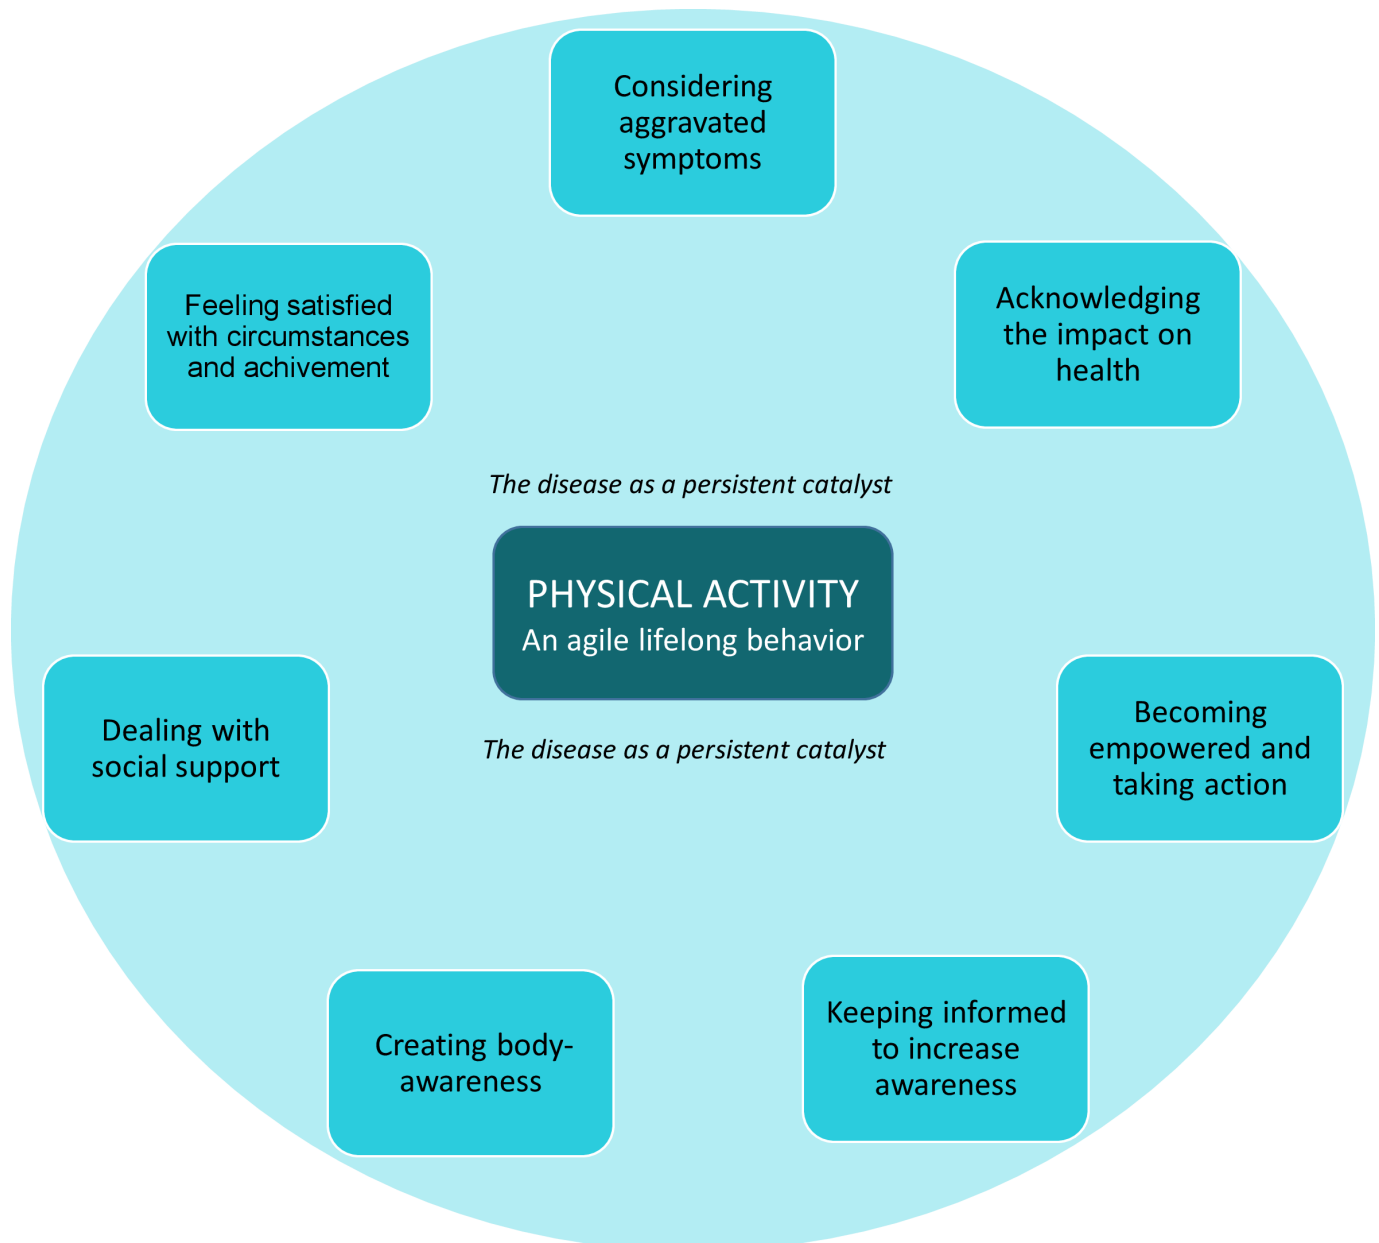 Considering
aggravated
symptoms
Feeling satisfied
with circumstances
and achivement
Acknowledging
the impact on
health
The disease as a persistent catalyst
PHYSICAL ACTIVITY
An agile lifelong behavior
The disease as a persistent catalyst
Dealing with
social support
Becoming
empowered and
taking action
Creating body-
awareness
Keeping informed
to increase
awareness